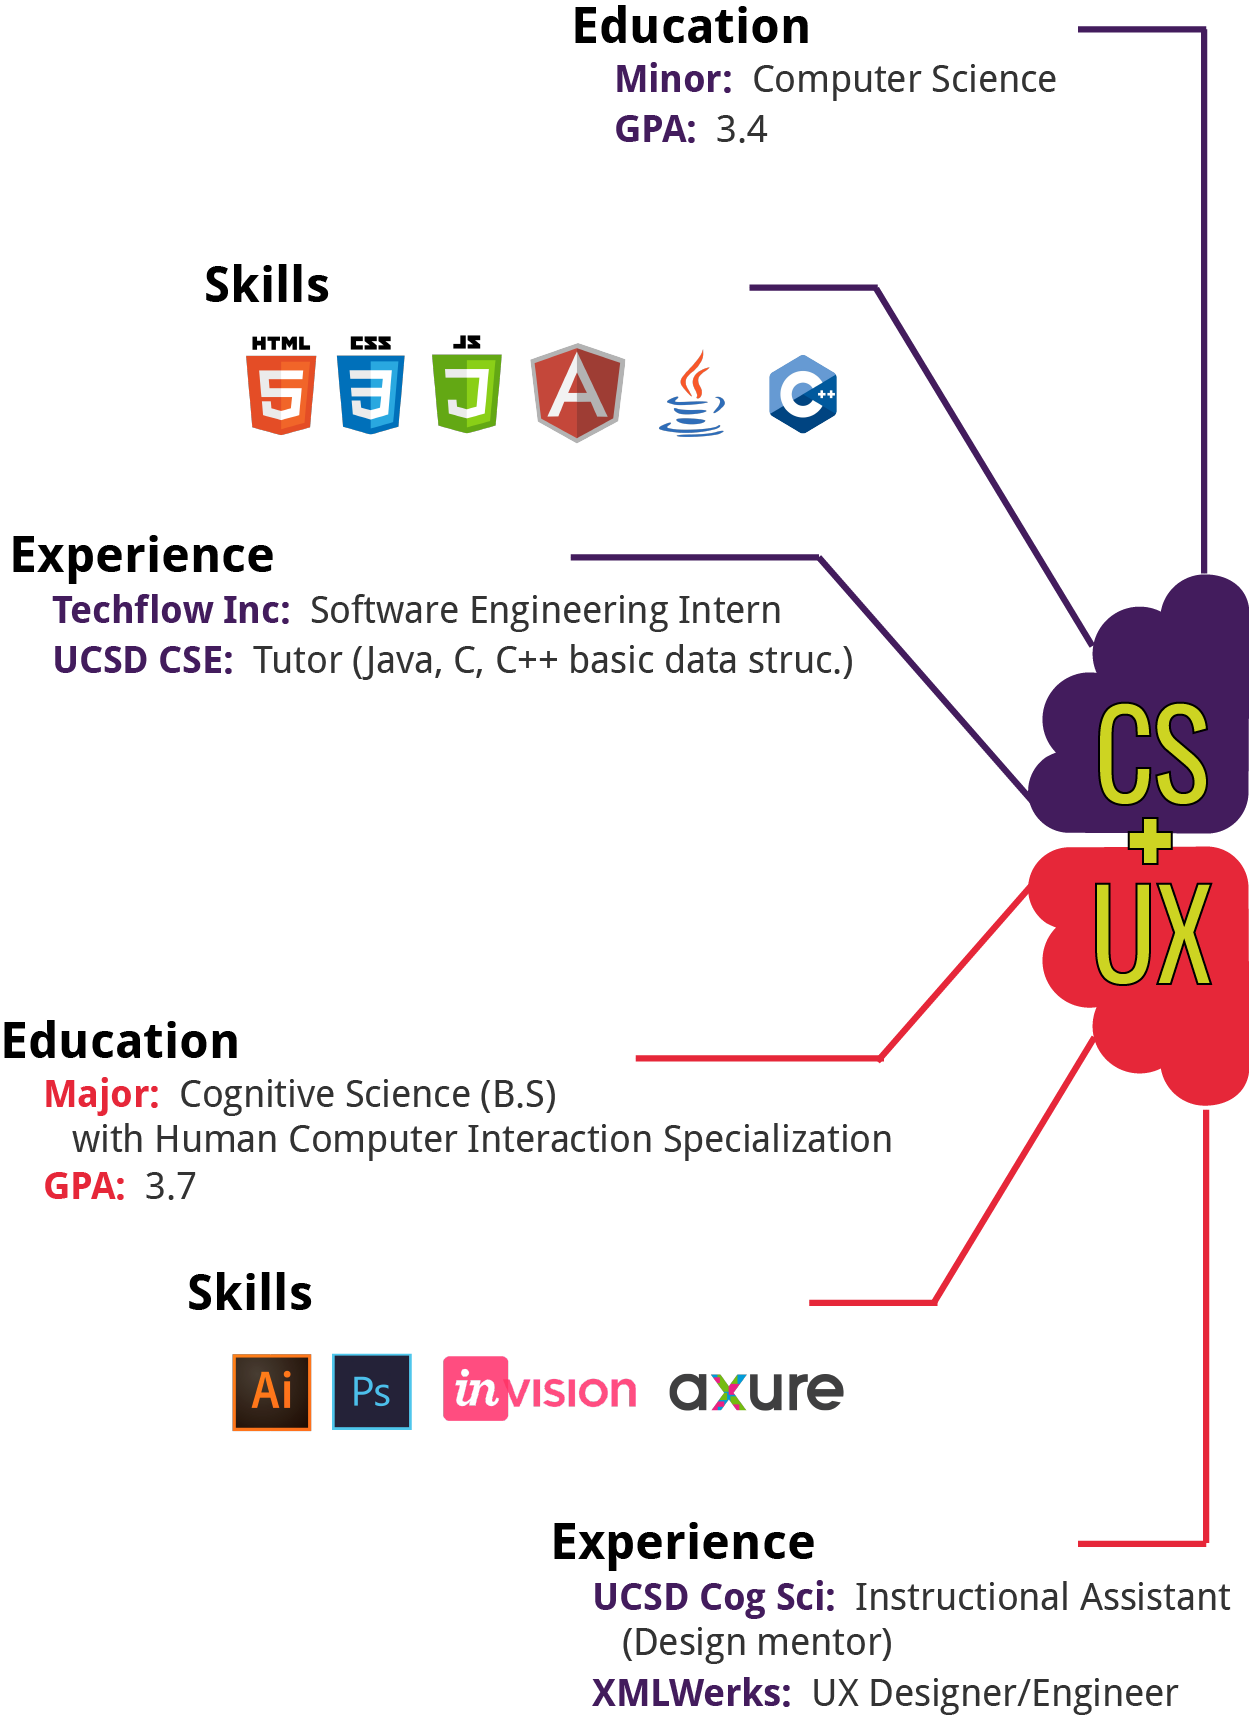 Education
Minor: Computer Science
GPA: 3.4
Skills
HTML CSS JS
5 3 J A C++
Experience
Techflow Inc: Software Engineering Intern
UCSD CSE: Tutor (Java, C, C++ basic data struc.)
CS
+
UX
Education
Major: Cognitive Science (B.S)
with Human Computer Interaction Specialization
GPA: 3.7
Skills
Ai Ps invision axure
Experience
UCSD Cog Sci: Instructional Assistant
(Design mentor)
XMLWerks: UX Designer/Engineer